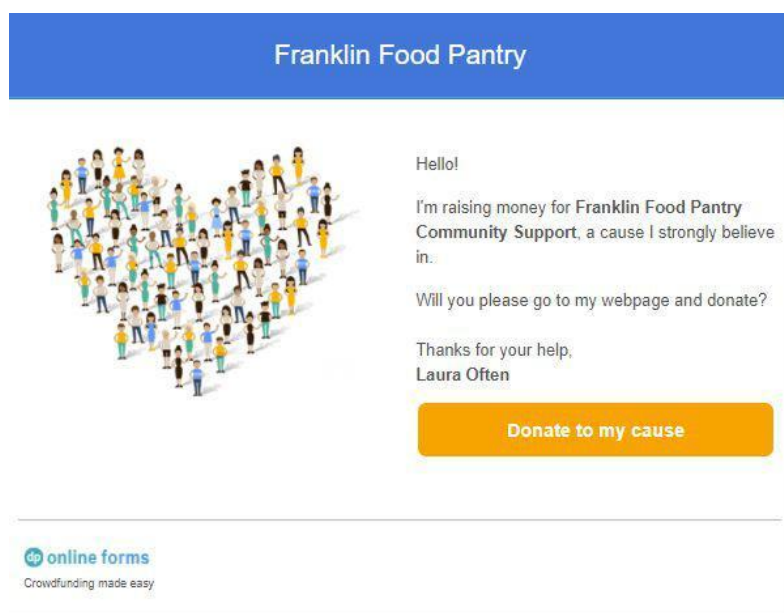 Franklin Food Pantry
Hello!
I'm raising money for Franklin Food Pantry
Community Support, a cause I strongly believe
in.
Will you please go to my webpage and donate?
Thanks for your help,
Laura Often
Donate to my cause
dp online forms
Crowdfunding made easy